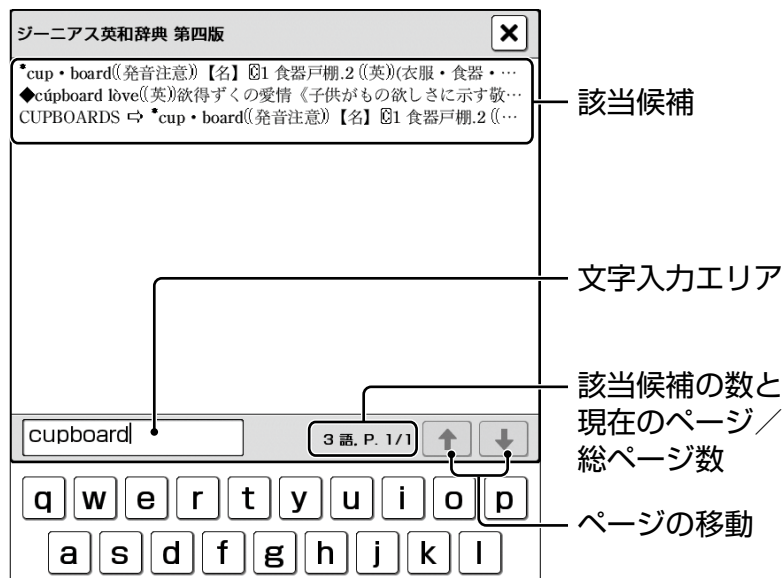 ジーニアス英和辞典 第四版
*cup・board((発音注意))【名】🄲1 食器戸棚.2 ((英))(衣服・食器・…
◆cúpboard lòve((英))欲得ずくの愛情《子供がもの欲しさに示す敬…
CUPBOARDS ⇨ *cup・board((発音注意))【名】🄲1 食器戸棚.2 ((…
該当候補
文字入力エリア
該当候補の数と
現在のページ／
総ページ数
cupboard
3 語, P. 1/1
ページの移動
q w e r t y u i o p
a s d f g h j k l